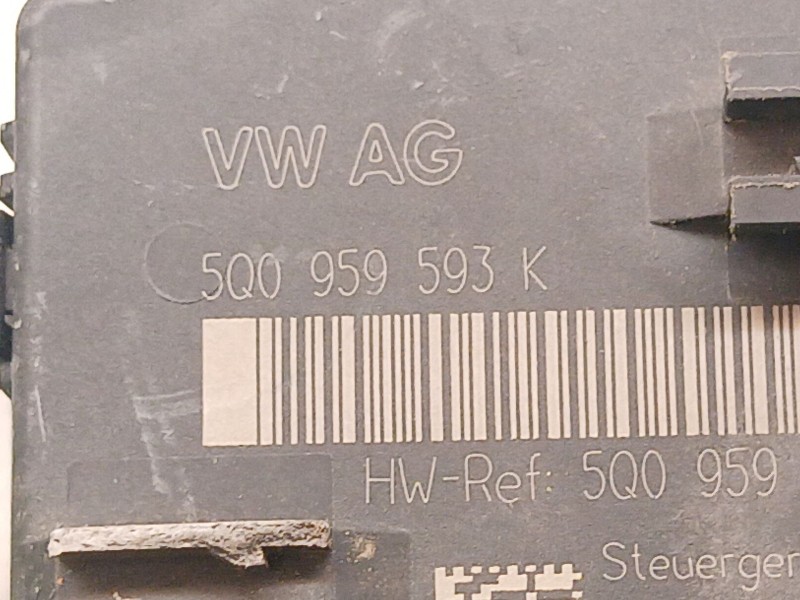 VW AG
5Q0 959 593 K
HW-Ref: 5Q0 959
Steuerger